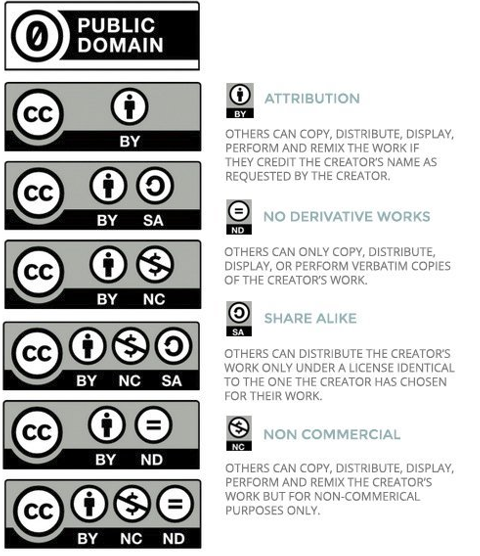 0 PUBLIC
DOMAIN
CC
BY
CC
BY SA
CC
BY NC
CC
BY NC SA
CC
BY ND
CC
BY NC ND
BY
ATTRIBUTION
OTHERS CAN COPY, DISTRIBUTE, DISPLAY,
PERFORM AND REMIX THE WORK IF
THEY CREDIT THE CREATOR'S NAME AS
REQUESTED BY THE CREATOR.
ND
NO DERIVATIVE WORKS
OTHERS CAN ONLY COPY, DISTRIBUTE,
DISPLAY, OR PERFORM VERBATIM COPIES
OF THE CREATOR'S WORK.
SA
SHARE ALIKE
OTHERS CAN DISTRIBUTE THE CREATOR'S
WORK ONLY UNDER A LICENSE IDENTICAL
TO THE ONE THE CREATOR HAS CHOSEN
FOR THEIR WORK.
NC
NON COMMERCIAL
OTHERS CAN COPY, DISTRIBUTE, DISPLAY,
PERFORM AND REMIX THE CREATOR'S
WORK BUT FOR NON-COMMERICAL
PURPOSES ONLY.